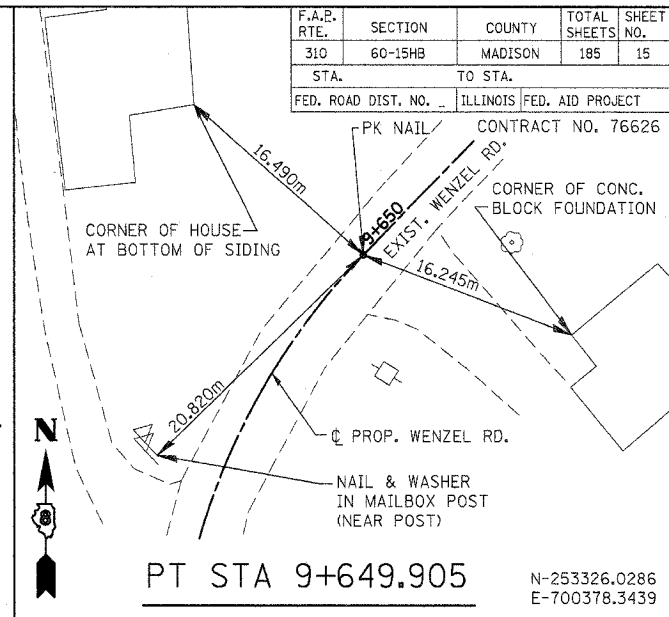 F.A.P. RTE. SECTION COUNTY TOTAL SHEETS SHEET NO.
310 60-15HB MADISON 185 15
STA. TO STA.
FED. ROAD DIST. NO. _ ILLINOIS FED. AID PROJECT
CONTRACT NO. 76626
PK NAIL
16.490m
9+650
EXIST. WENZEL RD.
CORNER OF CONC.
BLOCK FOUNDATION
CORNER OF HOUSE
AT BOTTOM OF SIDING
16.245m
20.820m
℄ PROP. WENZEL RD.
N
8
NAIL & WASHER
IN MAILBOX POST
(NEAR POST)
PT STA 9+649.905
N-253326.0286
E-700378.3439